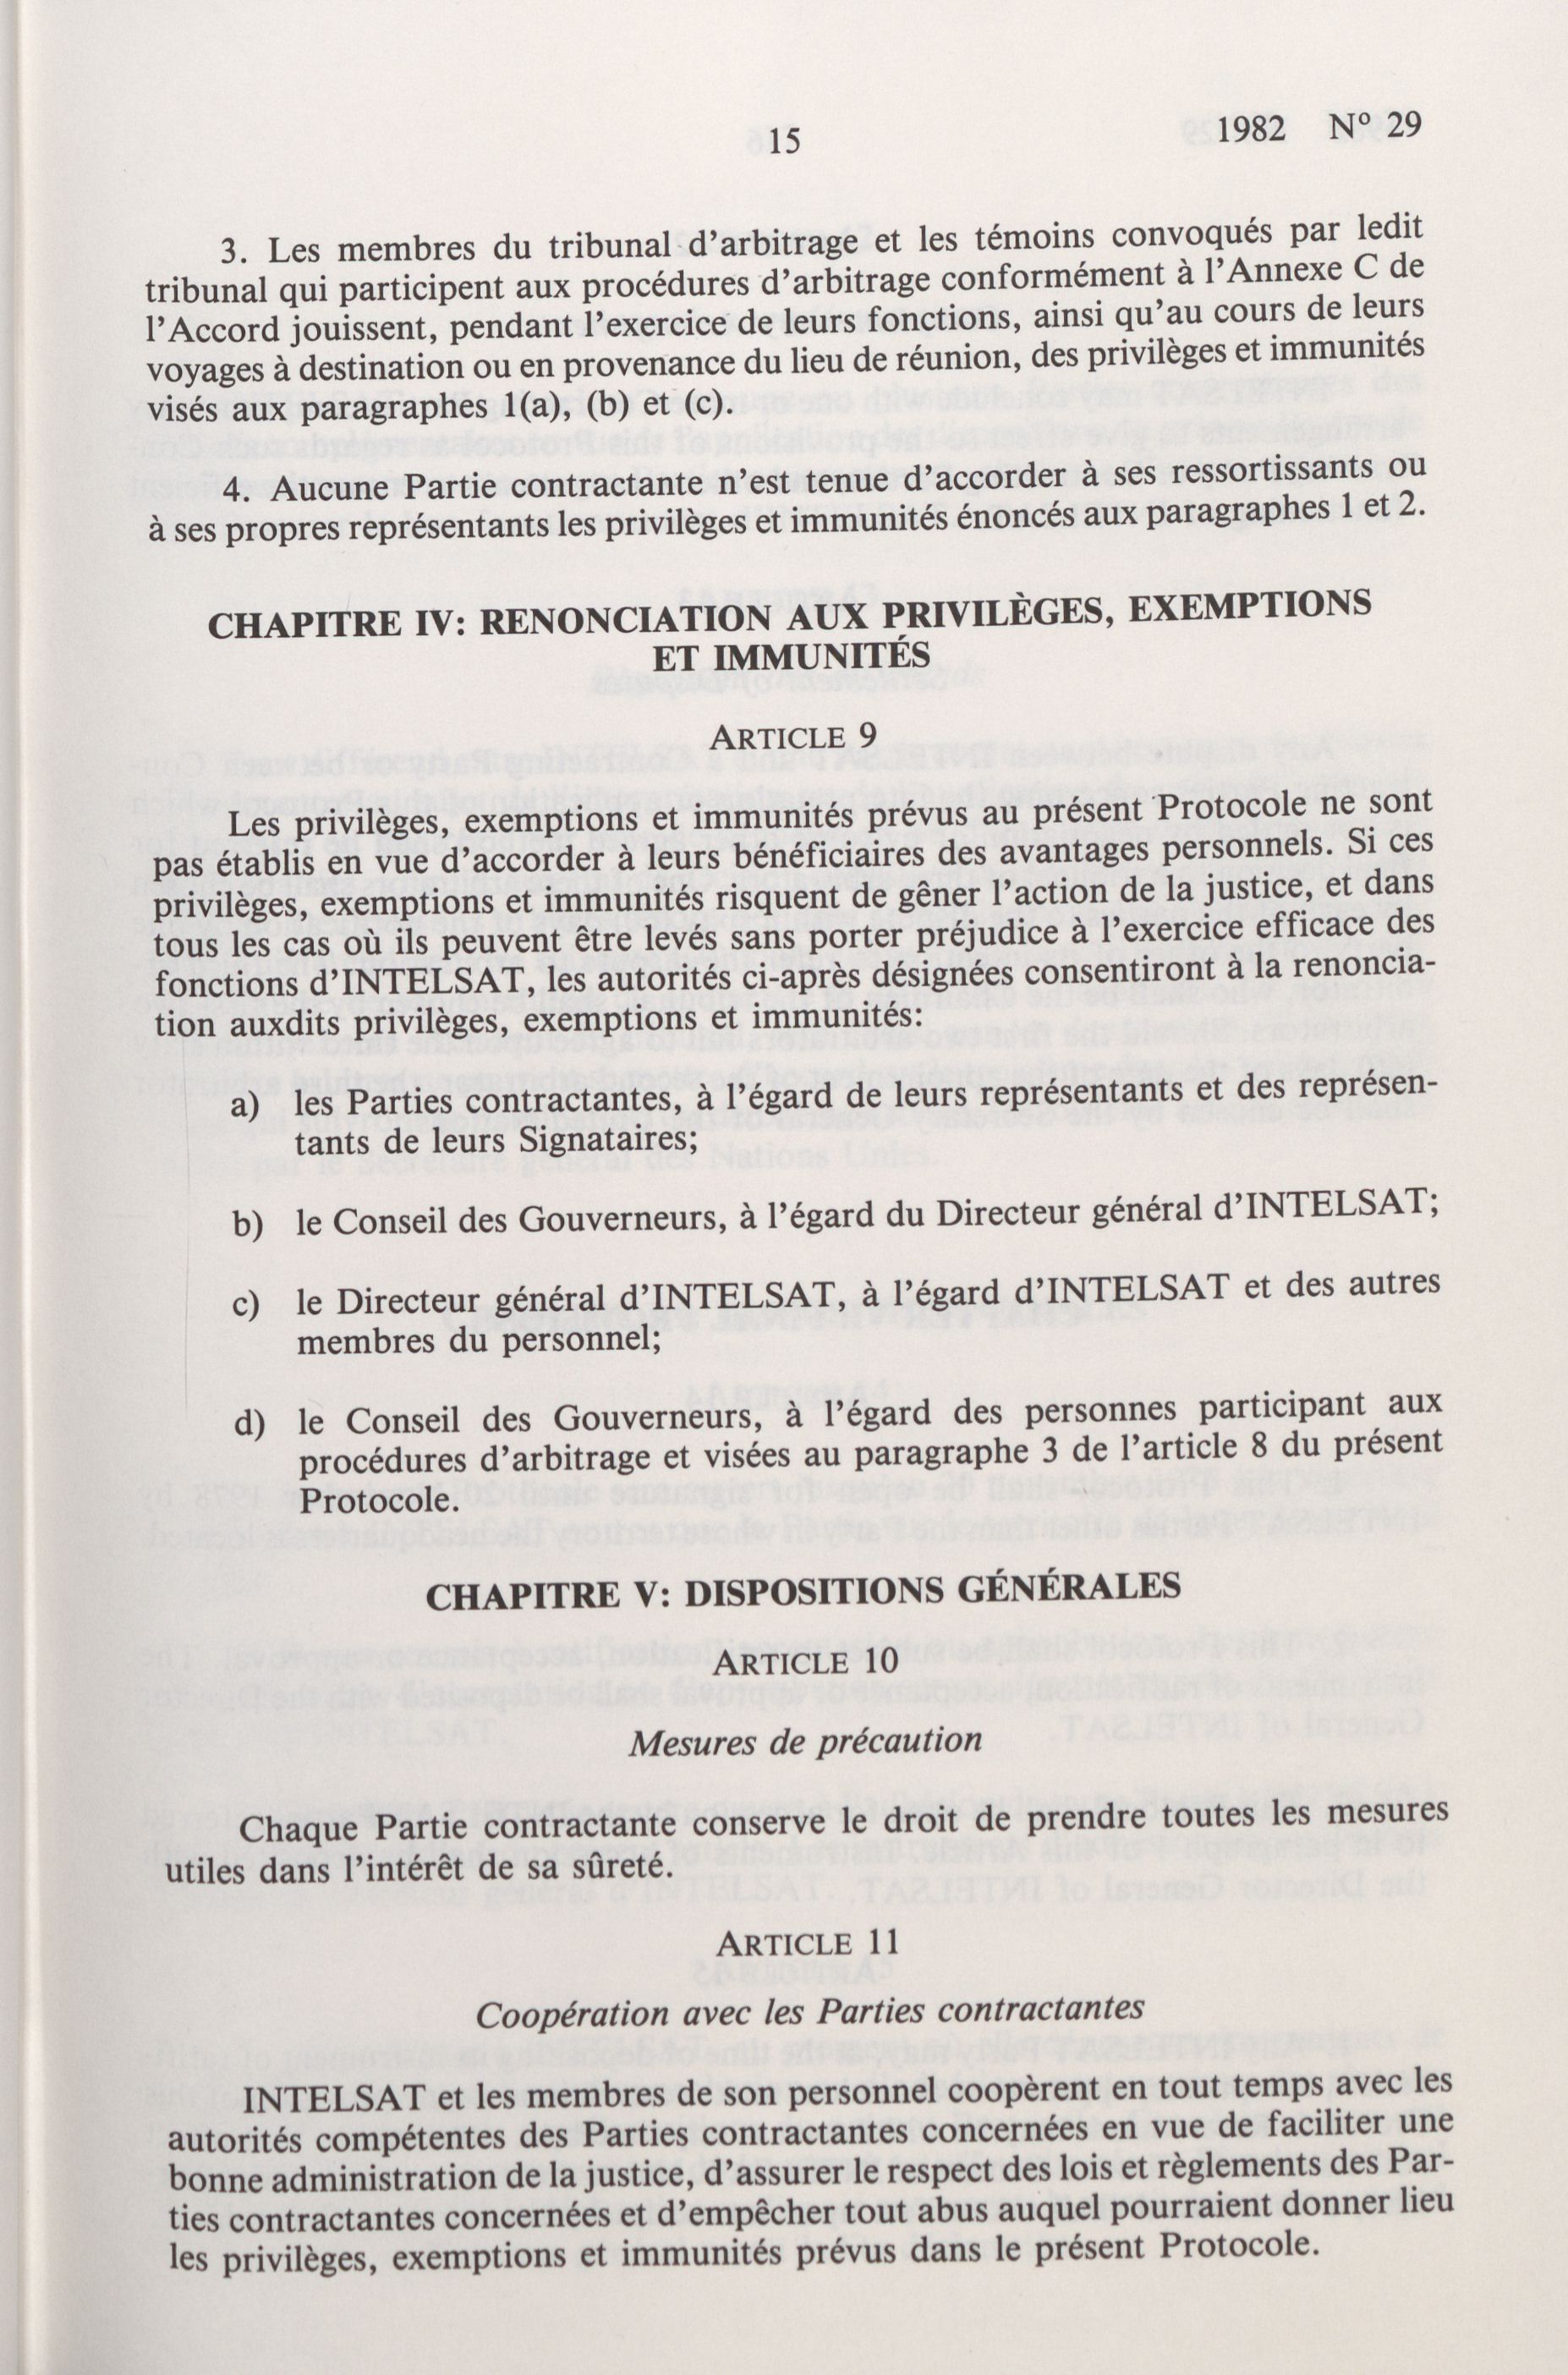 15
1982 Nº 29
3. Les membres du tribunal d'arbitrage et les témoins convoqués par ledit
tribunal qui participent aux procédures d'arbitrage conformément à l'Annexe C de
l'Accord jouissent, pendant l'exercice de leurs fonctions, ainsi qu'au cours de leurs
voyages à destination ou en provenance du lieu de réunion, des privilèges et immunités
visés aux paragraphes 1(a), (b) et (c).
4. Aucune Partie contractante n'est tenue d'accorder à ses ressortissants ou
à ses propres représentants les privilèges et immunités énoncés aux paragraphes 1 et 2.
CHAPITRE IV: RENONCIATION AUX PRIVILÈGES, EXEMPTIONS
ET IMMUNITÉS
ARTICLE 9
Les privilèges, exemptions et immunités prévus au présent Protocole ne sont
pas établis en vue d'accorder à leurs bénéficiaires des avantages personnels. Si ces
privilèges, exemptions et immunités risquent de gêner l'action de la justice, et dans
tous les cas où ils peuvent être levés sans porter préjudice à l'exercice efficace des
fonctions d'INTELSAT, les autorités ci-après désignées consentiront à la renoncia-
tion auxdits privilèges, exemptions et immunités:
a) les Parties contractantes, à l'égard de leurs représentants et des représen-
tants de leurs Signataires;
b) le Conseil des Gouverneurs, à l'égard du Directeur général d'INTELSAT;
c) le Directeur général d'INTELSAT, à l'égard d'INTELSAT et des autres
membres du personnel;
d) le Conseil des Gouverneurs, à l'égard des personnes participant aux
procédures d'arbitrage et visées au paragraphe 3 de l'article 8 du présent
Protocole.
CHAPITRE V: DISPOSITIONS GÉNÉRALES
ARTICLE 10
Mesures de précaution
Chaque Partie contractante conserve le droit de prendre toutes les mesures
utiles dans l'intérêt de sa sûreté.
ARTICLE 11
Coopération avec les Parties contractantes
INTELSAT et les membres de son personnel coopèrent en tout temps avec les
autorités compétentes des Parties contractantes concernées en vue de faciliter une
bonne administration de la justice, d'assurer le respect des lois et règlements des Par-
ties contractantes concernées et d'empêcher tout abus auquel pourraient donner lieu
les privilèges, exemptions et immunités prévus dans le présent Protocole.